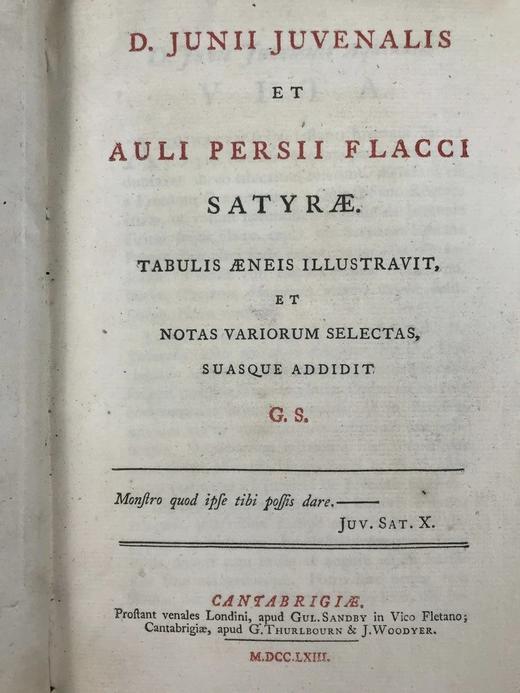 D. JUNII JUVENALIS
ET
AULI PERSII FLACCI
SATYRÆ.
TABULIS ÆNEIS ILLUSTRAVIT,
ET
NOTAS VARIORUM SELECTAS,
SUASQUE ADDIDIT
G. S.
Monſtro quod ipſe tibi poſſis dare.——
JUV. SAT. X.
CANTABRIGIÆ.
Proſtant venales Londini, apud GUL. SANDBY in Vico Fletano;
Cantabrigiæ, apud G. THURLBOURN & J. WOODYER.
M.DCC.LXIII.